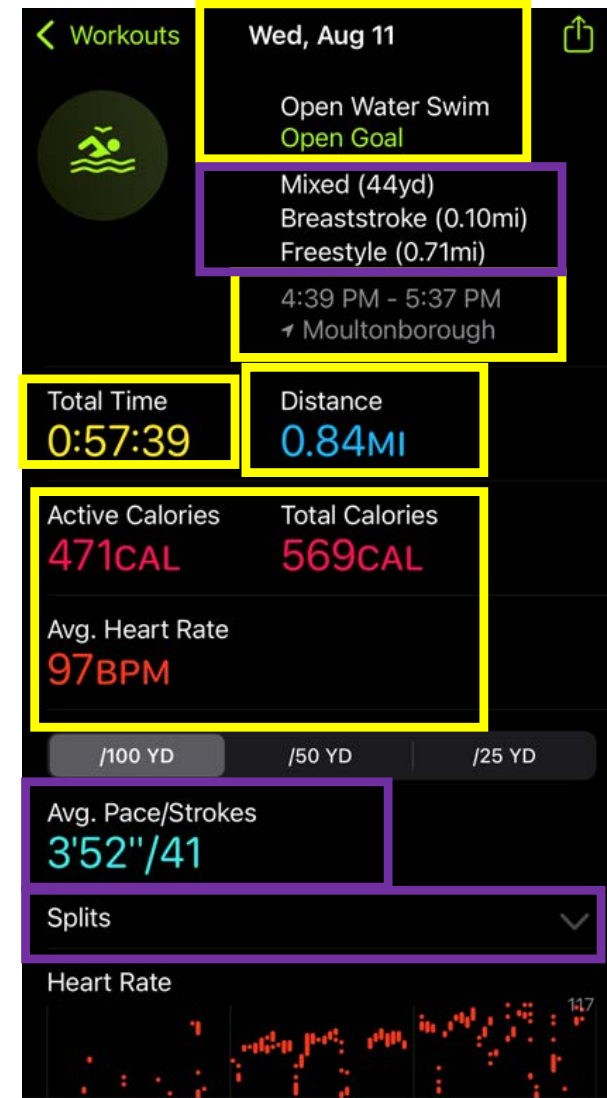 Workouts
Wed, Aug 11
Open Water Swim
Open Goal
Mixed (44yd)
Breaststroke (0.10mi)
Freestyle (0.71mi)
4:39 PM - 5:37 PM
Moultonborough
Total Time
Distance
0:57:39
0.84MI
Active Calories
Total Calories
471CAL
569CAL
Avg. Heart Rate
97BPM
/100 YD
/50 YD
/25 YD
Avg. Pace/Strokes
3'52"/41
Splits
Heart Rate
117